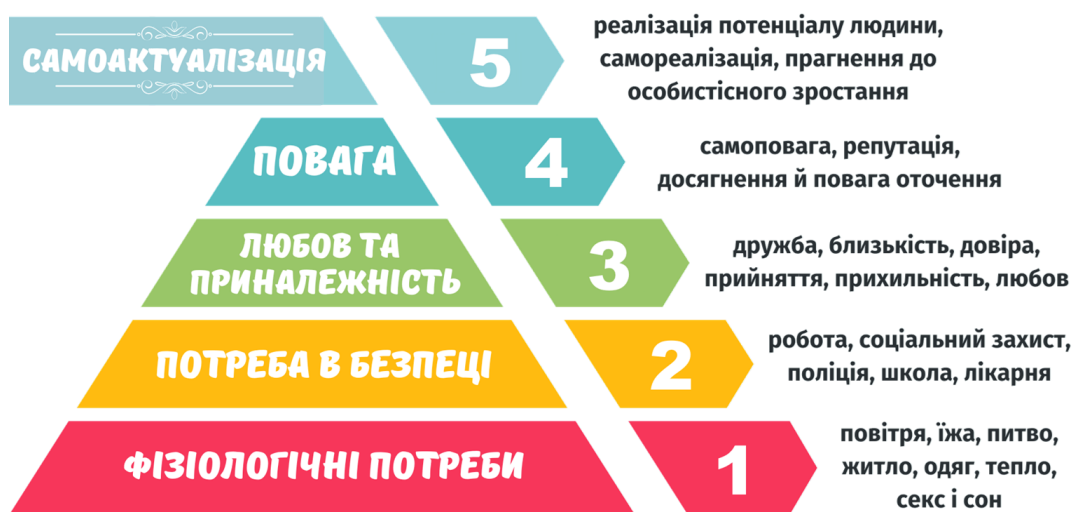 САМОАКТУАЛІЗАЦІЯ
5
реалізація потенціалу людини,
самореалізація, прагнення до
особистісного зростання
ПОВАГА
4
самоповага, репутація,
досягнення й повага оточення
ЛЮБОВ ТА
ПРИНАЛЕЖНІСТЬ
3
дружба, близькість, довіра,
прийняття, прихильність, любов
ПОТРЕБА В БЕЗПЕЦІ
2
робота, соціальний захист,
поліція, школа, лікарня
ФІЗІОЛОГІЧНІ ПОТРЕБИ
1
повітря, їжа, питво,
житло, одяг, тепло,
секс і сон